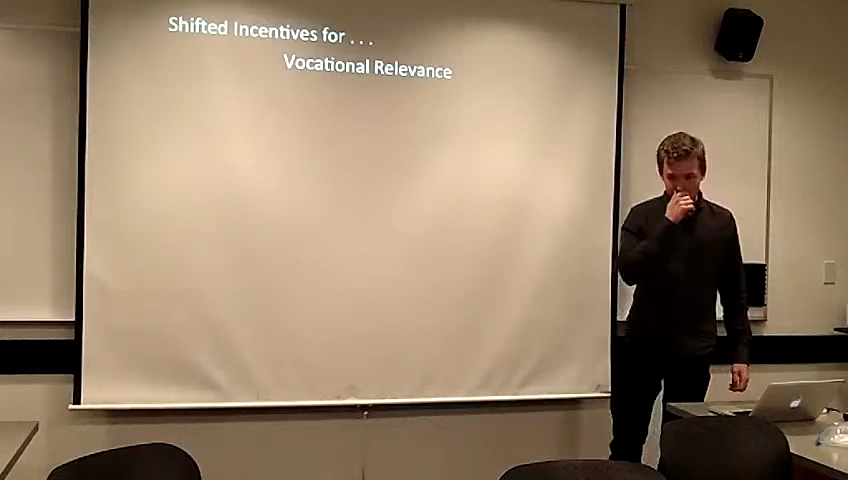 Shifted Incentives for . . .
Vocational Relevance